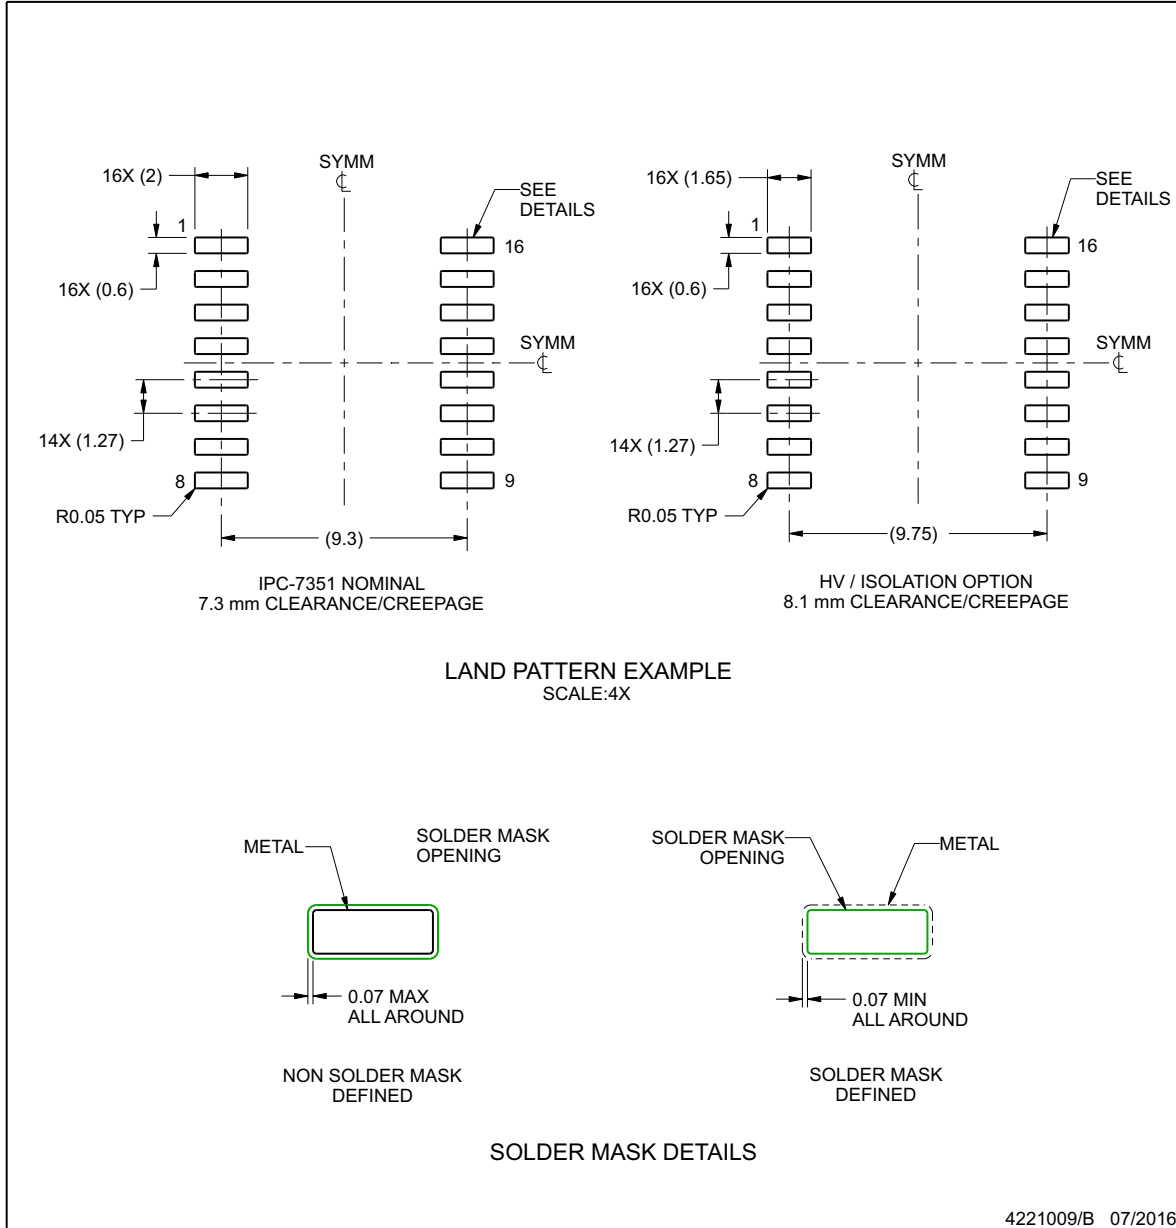 SYMM
16X (2)
SEE
DETAILS
1
16
16X (0.6)
SYMM
14X (1.27)
8
9
R0.05 TYP
(9.3)
IPC-7351 NOMINAL
7.3 mm CLEARANCE/CREEPAGE
SYMM
16X (1.65)
SEE
DETAILS
1
16
16X (0.6)
SYMM
14X (1.27)
8
9
R0.05 TYP
(9.75)
HV / ISOLATION OPTION
8.1 mm CLEARANCE/CREEPAGE
LAND PATTERN EXAMPLE
SCALE:4X
METAL
SOLDER MASK
OPENING
0.07 MAX
ALL AROUND
NON SOLDER MASK
DEFINED
SOLDER MASK
OPENING
METAL
0.07 MIN
ALL AROUND
SOLDER MASK
DEFINED
SOLDER MASK DETAILS
4221009/B 07/2016